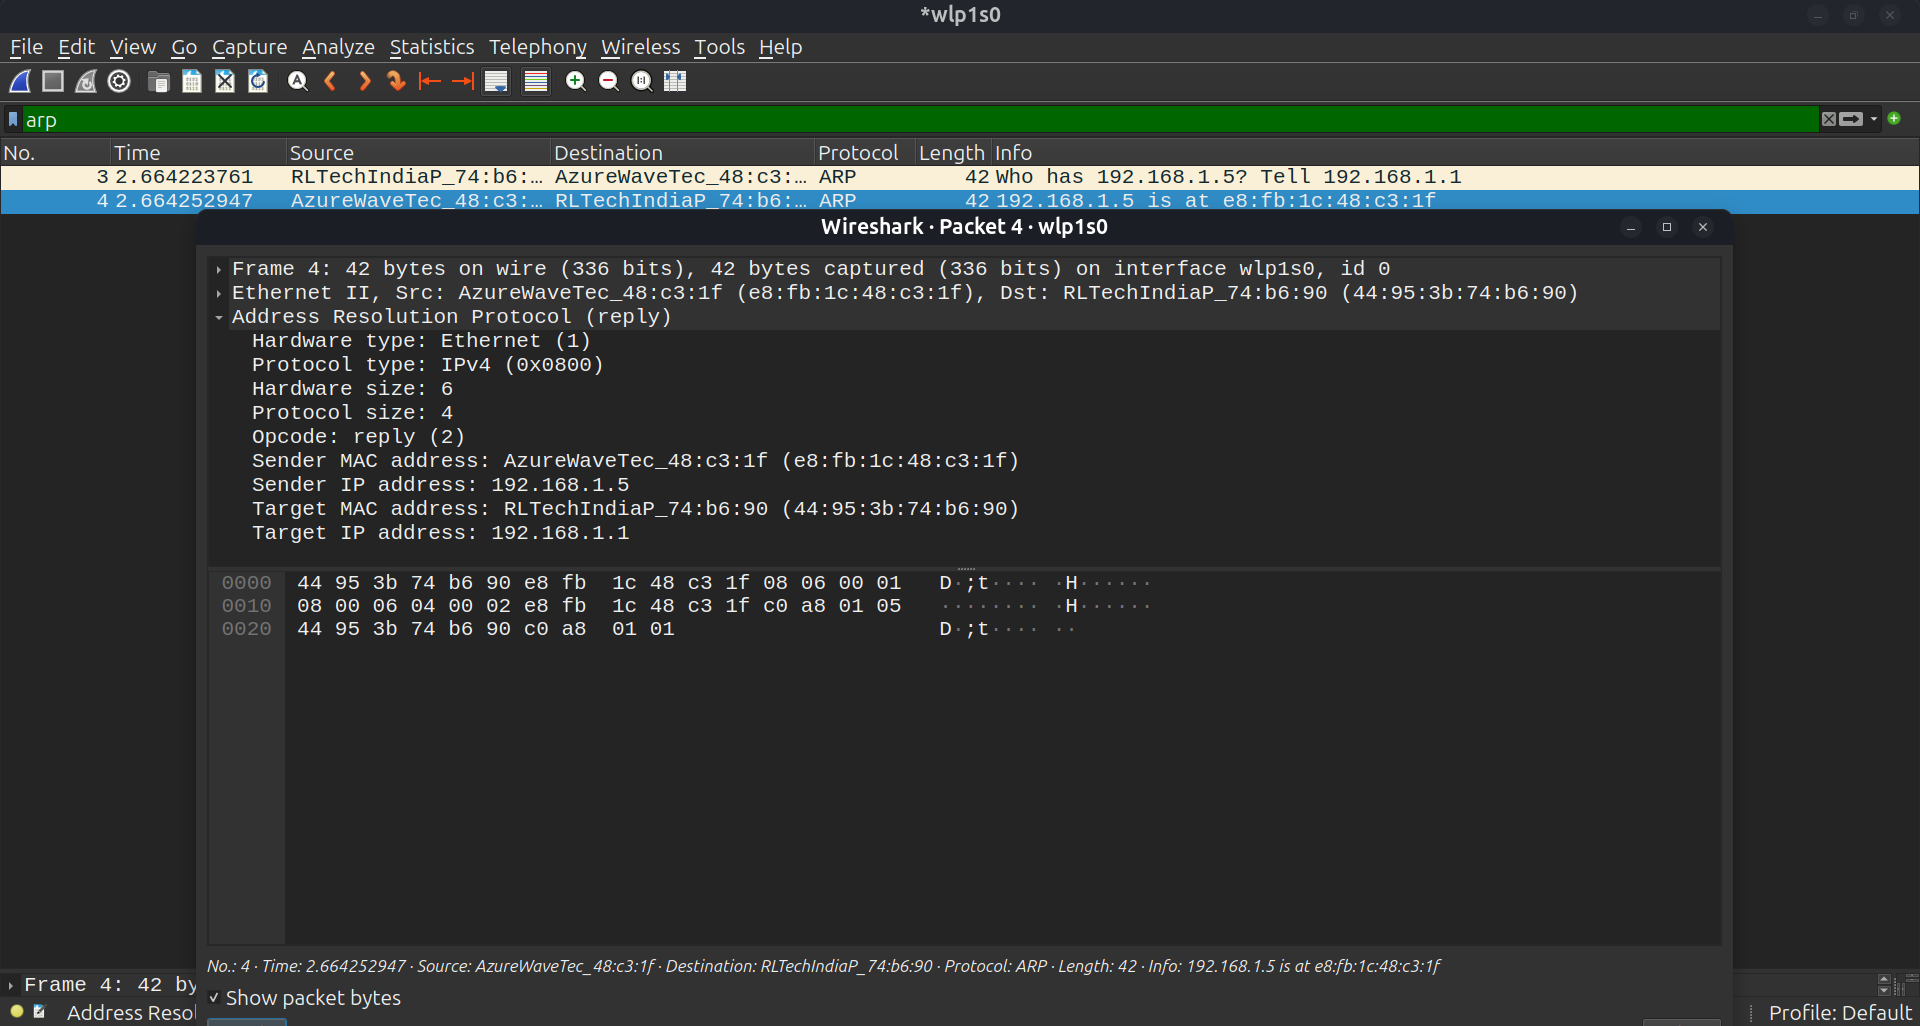 *wlp1s0
File Edit View Go Capture Analyze Statistics Telephony Wireless Tools Help
arp
No. Time Source Destination Protocol Length Info
3 2.664223761 RLTechIndiaP_74:b6:… AzureWaveTec_48:c3:… ARP 42 Who has 192.168.1.5? Tell 192.168.1.1
4 2.664252947 AzureWaveTec_48:c3:… RLTechIndiaP_74:b6:… ARP 42 192.168.1.5 is at e8:fb:1c:48:c3:1f
Wireshark · Packet 4 · wlp1s0
Frame 4: 42 bytes on wire (336 bits), 42 bytes captured (336 bits) on interface wlp1s0, id 0
Ethernet II, Src: AzureWaveTec_48:c3:1f (e8:fb:1c:48:c3:1f), Dst: RLTechIndiaP_74:b6:90 (44:95:3b:74:b6:90)
Address Resolution Protocol (reply)
Hardware type: Ethernet (1)
Protocol type: IPv4 (0x0800)
Hardware size: 6
Protocol size: 4
Opcode: reply (2)
Sender MAC address: AzureWaveTec_48:c3:1f (e8:fb:1c:48:c3:1f)
Sender IP address: 192.168.1.5
Target MAC address: RLTechIndiaP_74:b6:90 (44:95:3b:74:b6:90)
Target IP address: 192.168.1.1
0000 44 95 3b 74 b6 90 e8 fb 1c 48 c3 1f 08 06 00 01 D·;t···· ·H······
0010 08 00 06 04 00 02 e8 fb 1c 48 c3 1f c0 a8 01 05 ········ ·H······
0020 44 95 3b 74 b6 90 c0 a8 01 01 D·;t···· ··
No.: 4 · Time: 2.664252947 · Source: AzureWaveTec_48:c3:1f · Destination: RLTechIndiaP_74:b6:90 · Protocol: ARP · Length: 42 · Info: 192.168.1.5 is at e8:fb:1c:48:c3:1f
Frame 4: 42 by
Show packet bytes
Address Resol
Profile: Default